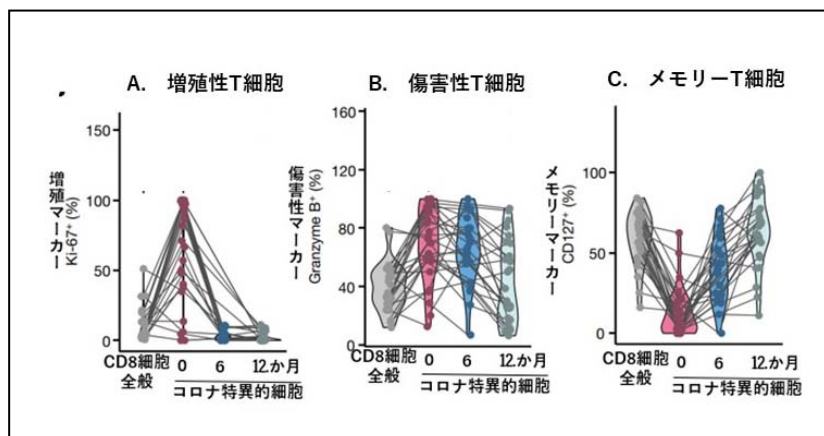 A. 増殖性T細胞
B. 傷害性T細胞
C. メモリーT細胞
増殖マーカー
Ki-67⁺ (%)
150
100
50
0
CD8細胞
全般
0 6 12か月
コロナ特異的細胞
傷害性マーカー
Granzyme B⁺ (%)
160
120
80
40
0
CD8細胞
全般
0 6 12か月
コロナ特異的細胞
メモリーマーカー
CD127⁺ (%)
100
50
0
CD8細胞
全般
0 6 12か月
コロナ特異的細胞